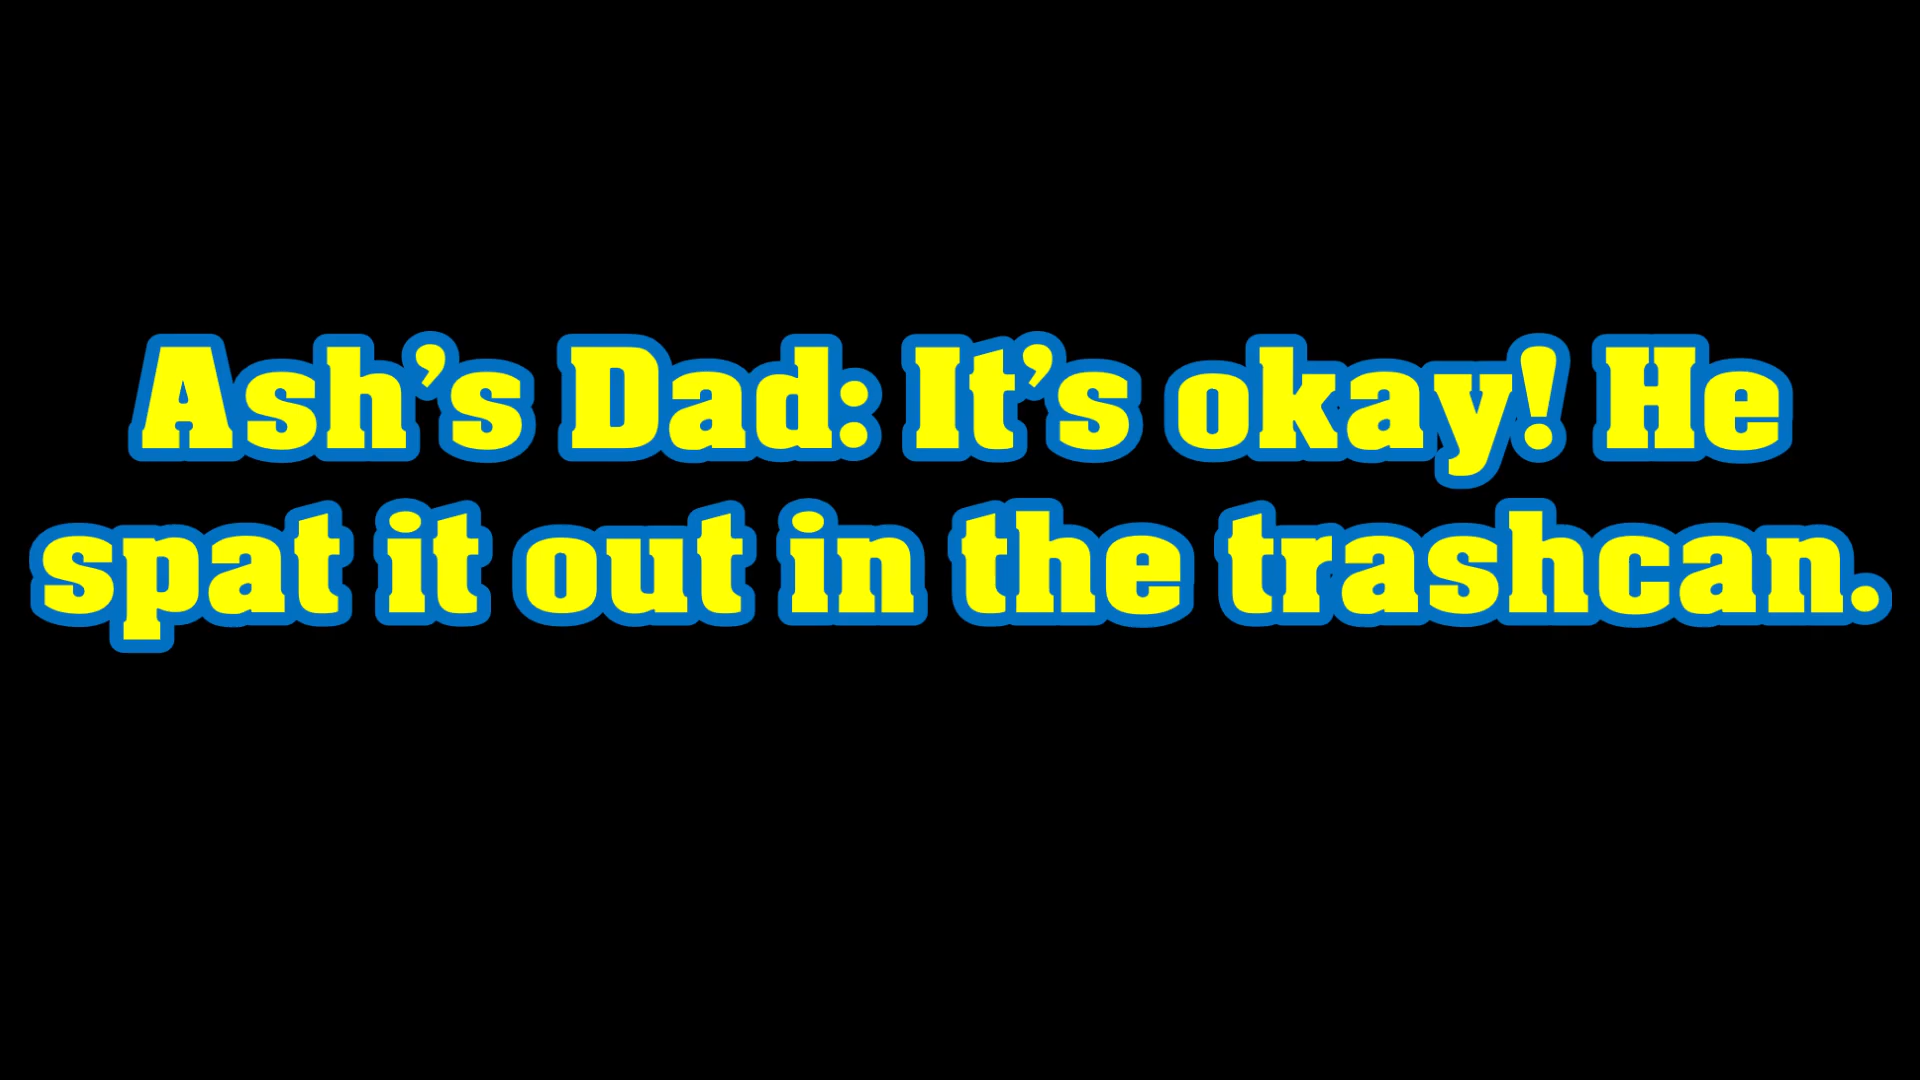 Ash’s Dad: It’s okay! He
spat it out in the trashcan.